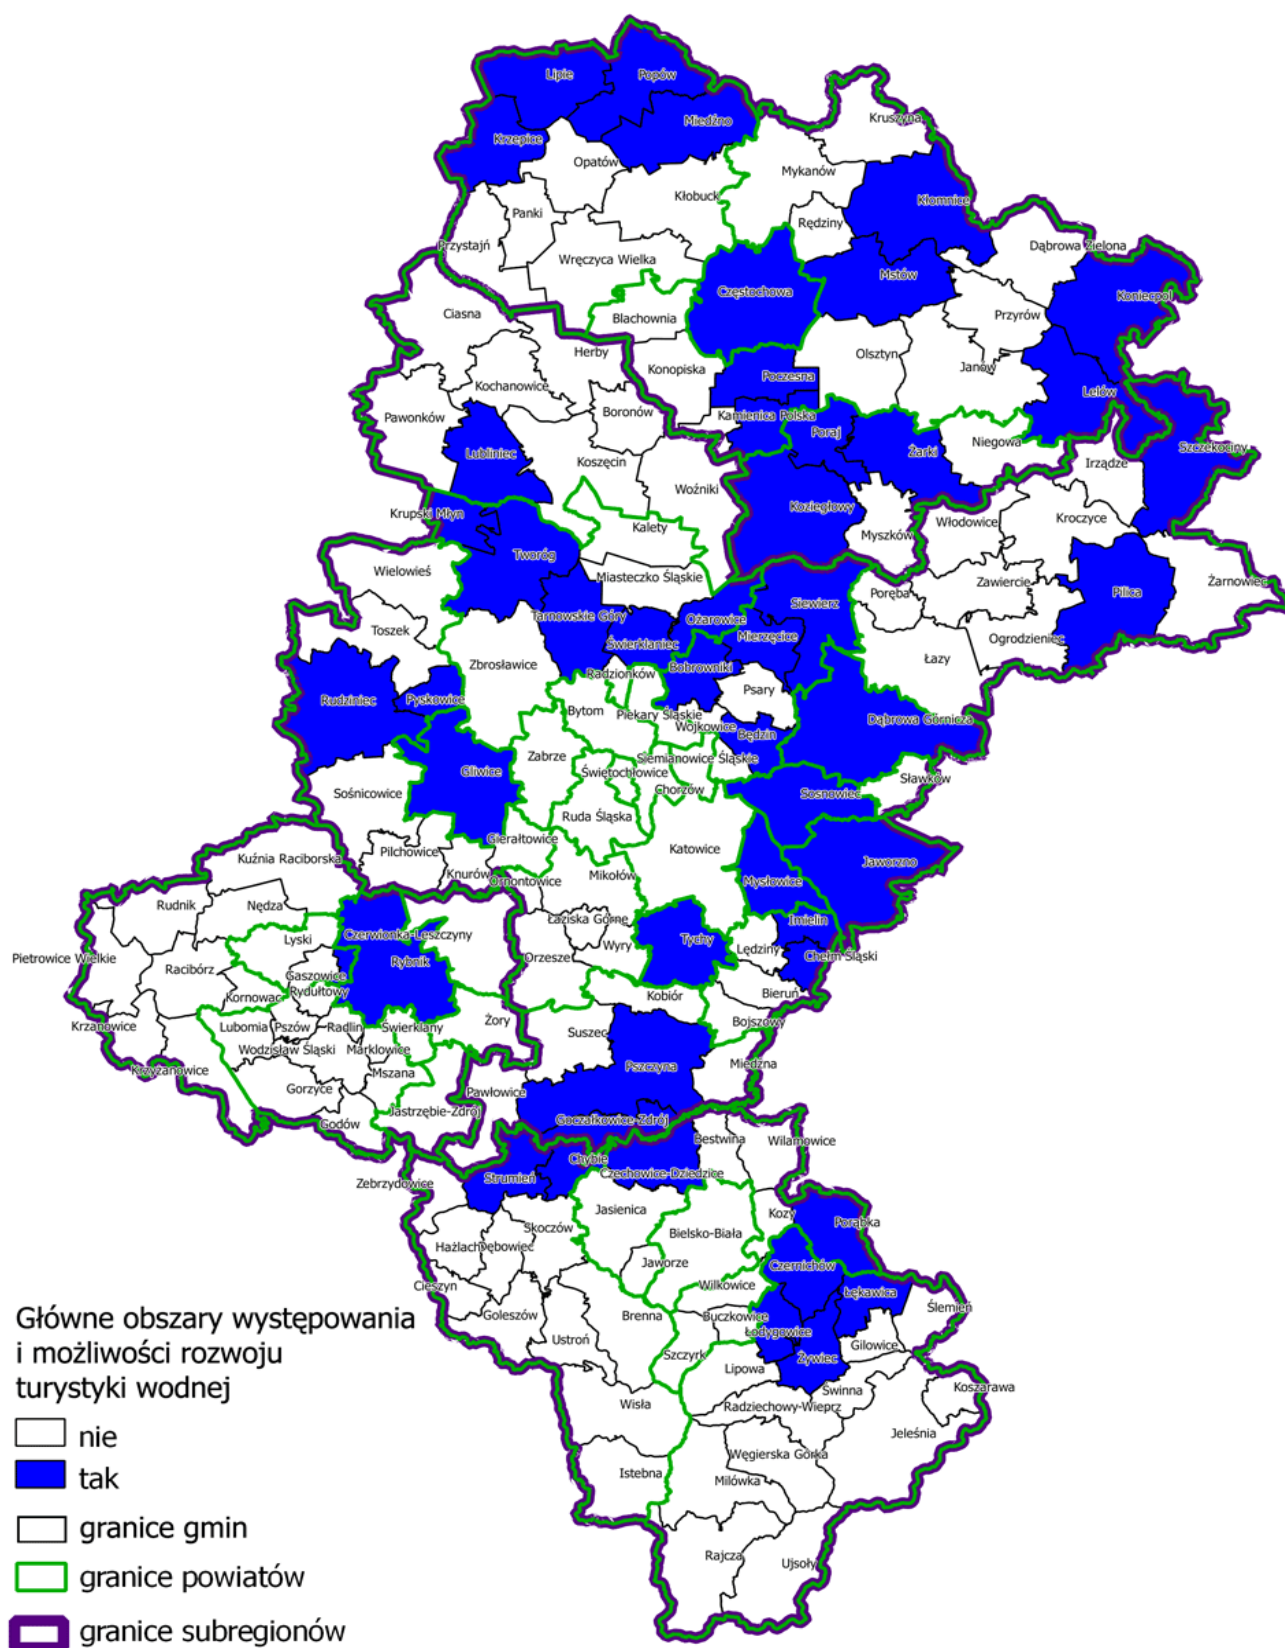 Lipie
Popów
Miedźno
Kruszyna
Krzepice
Opatów
Mykanów
Kłobuck
Kłomnice
Panki
Rędziny
Przystajń
Wręczyca Wielka
Dąbrowa Zielona
Mstów
Częstochowa
Koniecpol
Ciasna
Blachownia
Przyrów
Herby
Olsztyn
Konopiska
Janów
Kochanowice
Poczesna
Lelów
Pawonków
Boronów
Kamienica Polska
Poraj
Niegowa
Szczekociny
Lubliniec
Koszęcin
Żarki
Irządze
Woźniki
Krupski Młyn
Koziegłowy
Kroczyce
Włodowice
Kalety
Myszków
Tworóg
Wielowieś
Miasteczko Śląskie
Zawiercie
Żarnowiec
Poręba
Pilica
Siewierz
Tarnowskie Góry
Ożarowice
Toszek
Mierzęcice
Ogrodzieniec
Świerklaniec
Zbrosławice
Łazy
Radzionków
Bobrowniki
Rudziniec
Pyskowice
Psary
Bytom
Piekary Śląskie
Dąbrowa Górnicza
Wojkowice
Będzin
Zabrze
Siemianowice Śląskie
Gliwice
Świętochłowice
Sławków
Chorzów
Sośnicowice
Sosnowiec
Ruda Śląska
Gierałtowice
Katowice
Pilchowice
Kuźnia Raciborska
Jaworzno
Knurów
Mikołów
Ornontowice
Mysłowice
Rudnik
Nędza
Łaziska Górne
Imielin
Czerwionka-Leszczyny
Lyski
Tychy
Wyry
Lędziny
Pietrowice Wielkie
Orzesze
Chełm Śląski
Rybnik
Racibórz
Gaszowice
Rydułtowy
Kornowac
Kobiór
Bieruń
Krzanowice
Lubomia
Pszów
Radlin
Świerklany
Żory
Suszec
Bojszowy
Wodzisław Śląski
Marklowice
Krzyżanowice
Mszana
Pszczyna
Miedźna
Gorzyce
Pawłowice
Jastrzębie-Zdrój
Godów
Goczałkowice-Zdrój
Bestwina
Wilamowice
Chybie
Zebrzydowice
Strumień
Czechowice-Dziedzice
Jasienica
Kozy
Porąbka
Skoczów
Bielsko-Biała
Hażlach
Dębowiec
Jaworze
Czernichów
Cieszyn
Wilkowice
Łękawica
Goleszów
Brenna
Buczkowice
Ślemień
Ustroń
Łodygowice
Gilowice
Szczyrk
Żywiec
Lipowa
Świnna
Koszarawa
Wisła
Radziechowy-Wieprz
Jeleśnia
Węgierska Górka
Istebna
Milówka
Rajcza
Ujsoły
Główne obszary występowania
i możliwości rozwoju
turystyki wodnej
nie
tak
granice gmin
granice powiatów
granice subregionów